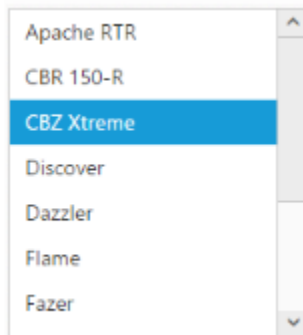 Apache RTR
CBR 150-R
CBZ Xtreme
Discover
Dazzler
Flame
Fazer